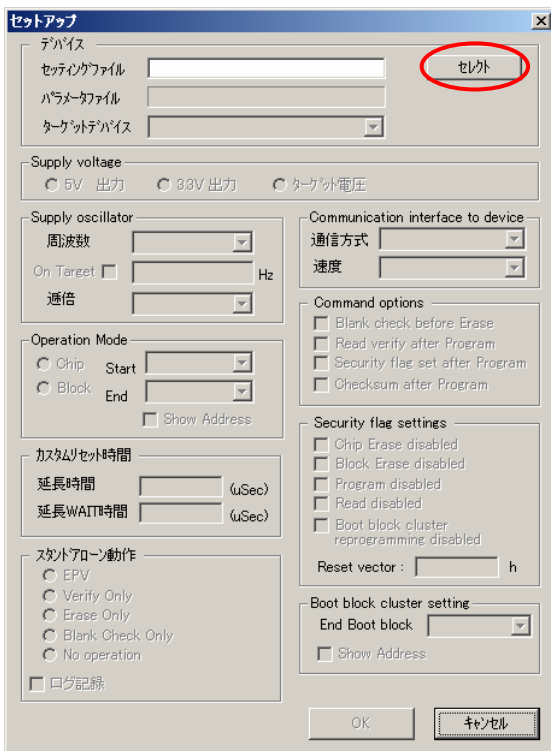 セットアップ
デバイス
セッティングファイル
セレクト
パラメータファイル
ターゲットデバイス
Supply voltage
5V 出力
3.3V 出力
ターゲット電圧
Supply oscillator
周波数
On Target
Hz
逓倍
Operation Mode
Chip
Start
Block
End
Show Address
カスタムリセット時間
延長時間
(uSec)
延長WAIT時間
(uSec)
スタンドアローン動作
EPV
Verify Only
Erase Only
Blank Check Only
No operation
ログ記録
Communication interface to device
通信方式
速度
Command options
Blank check before Erase
Read verify after Program
Security flag set after Program
Checksum after Program
Security flag settings
Chip Erase disabled
Block Erase disabled
Program disabled
Read disabled
Boot block cluster
reprogramming disabled
Reset vector :
h
Boot block cluster setting
End Boot block
Show Address
OK
キャンセル